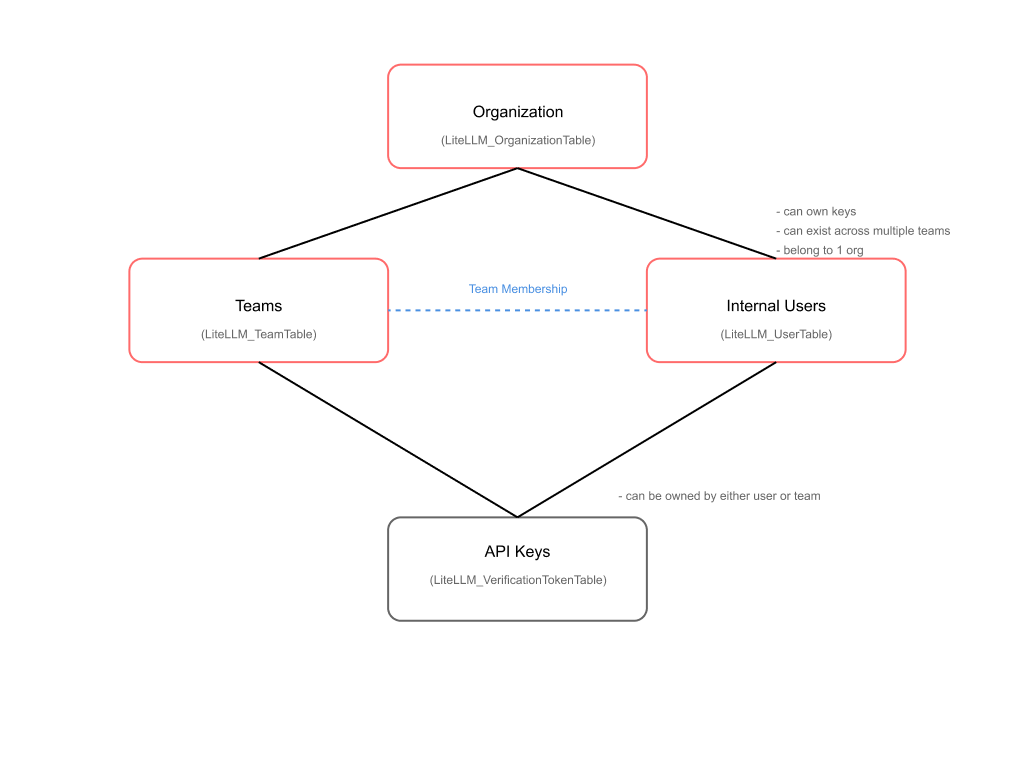 Organization
(LiteLLM_OrganizationTable)
- can own keys
- can exist across multiple teams
- belong to 1 org
Team Membership
Teams
(LiteLLM_TeamTable)
Internal Users
(LiteLLM_UserTable)
- can be owned by either user or team
API Keys
(LiteLLM_VerificationTokenTable)